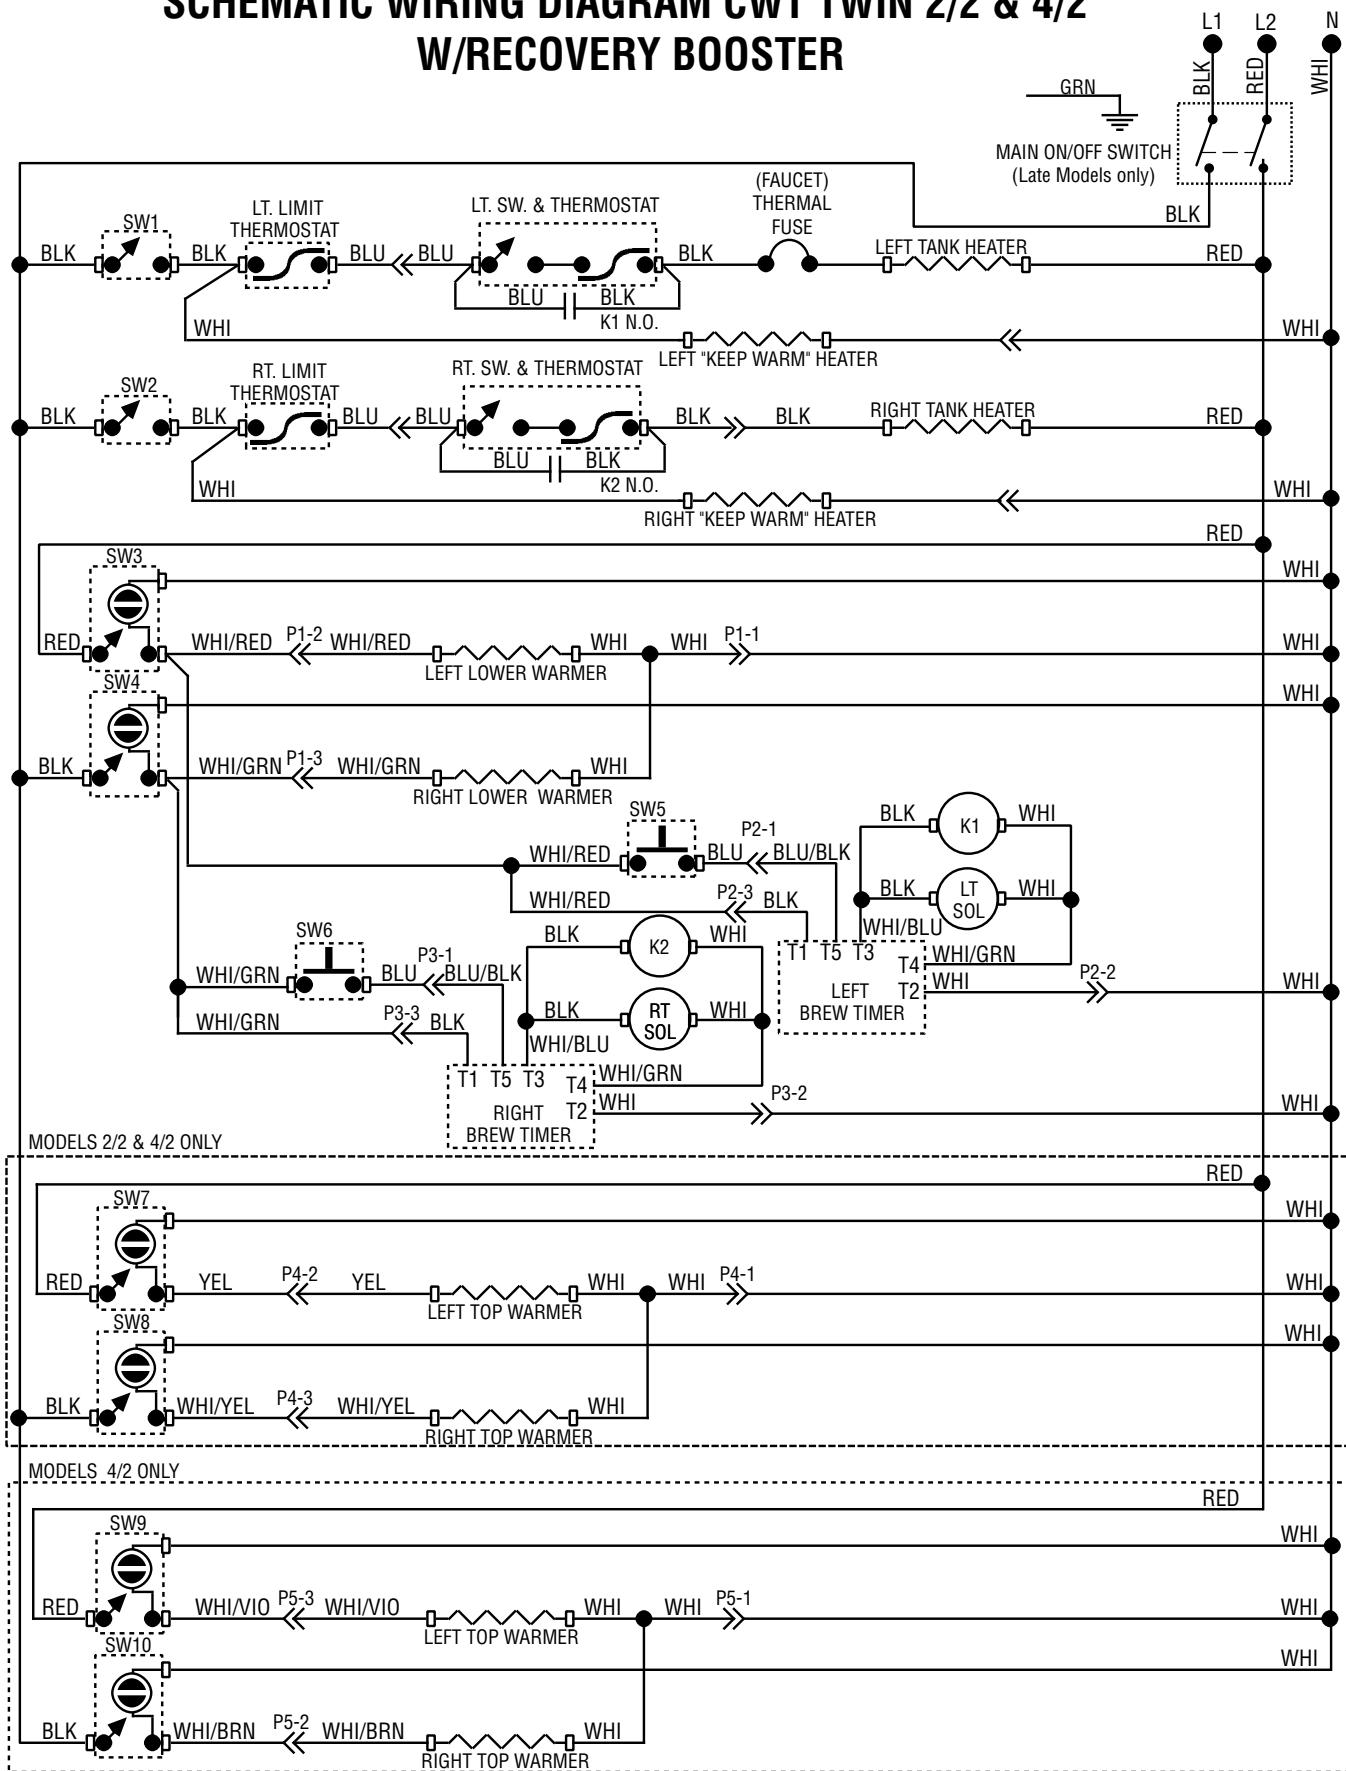 SCHEMATIC WIRING DIAGRAM CWT TWIN 2/2 & 4/2
W/RECOVERY BOOSTER
L1 L2 N
BLK RED WHI
GRN
MAIN ON/OFF SWITCH
(Late Models only)
BLK
SW1
LT. LIMIT
THERMOSTAT
LT. SW. & THERMOSTAT
(FAUCET)
THERMAL
FUSE
LEFT TANK HEATER
BLK BLK BLU BLU BLK RED
BLU BLK
K1 N.O.
WHI WHI
LEFT "KEEP WARM" HEATER
SW2
RT. LIMIT
THERMOSTAT
RT. SW. & THERMOSTAT
RIGHT TANK HEATER
BLK BLK BLU BLU BLK BLK RED
BLU BLK
K2 N.O.
WHI WHI
RIGHT "KEEP WARM" HEATER
RED
SW3
WHI
RED WHI/RED P1-2 WHI/RED WHI WHI P1-1 WHI
LEFT LOWER WARMER
SW4
WHI
BLK WHI/GRN P1-3 WHI/GRN WHI
RIGHT LOWER WARMER
SW5
P2-1
BLK K1 WHI
WHI/RED BLU BLU/BLK
BLK LT SOL WHI
WHI/RED P2-3 BLK
WHI/BLU
T1 T5 T3
T4 WHI/GRN
T2 WHI P2-2 WHI
LEFT
BREW TIMER
SW6
P3-1
BLK K2 WHI
WHI/GRN BLU BLU/BLK
BLK RT SOL WHI
WHI/GRN P3-3 BLK
WHI/BLU
T1 T5 T3
T4 WHI/GRN
T2 WHI P3-2 WHI
RIGHT
BREW TIMER
MODELS 2/2 & 4/2 ONLY
RED
SW7
WHI
RED YEL P4-2 YEL WHI WHI P4-1 WHI
LEFT TOP WARMER
SW8
WHI
BLK WHI/YEL P4-3 WHI/YEL WHI
RIGHT TOP WARMER
MODELS 4/2 ONLY
RED
SW9
WHI
RED WHI/VIO P5-3 WHI/VIO WHI WHI P5-1 WHI
LEFT TOP WARMER
SW10
WHI
BLK WHI/BRN P5-2 WHI/BRN WHI
RIGHT TOP WARMER